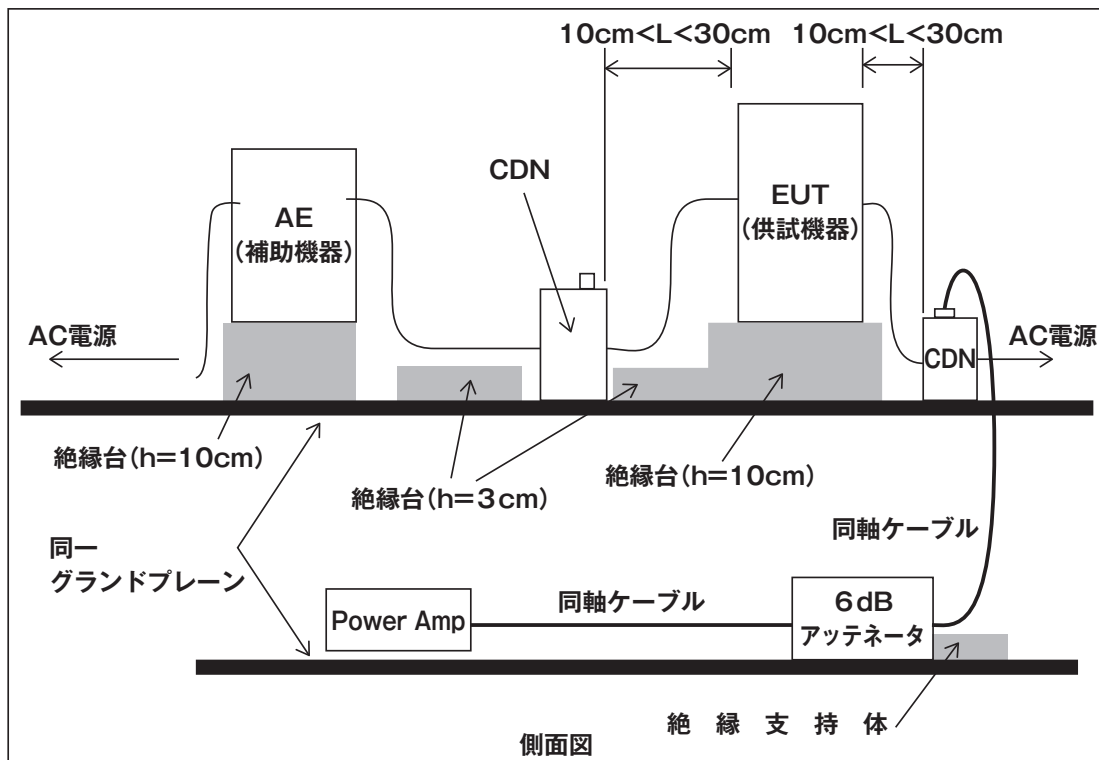 10cm<L<30cm
10cm<L<30cm
CDN
AE
(補助機器)
EUT
(供試機器)
AC電源
CDN
AC電源
絶縁台(h=10cm)
絶縁台(h=3cm)
絶縁台(h=10cm)
同一
グランドプレーン
同軸ケーブル
Power Amp
同軸ケーブル
6dB
アッテネータ
絶縁支持体
側面図